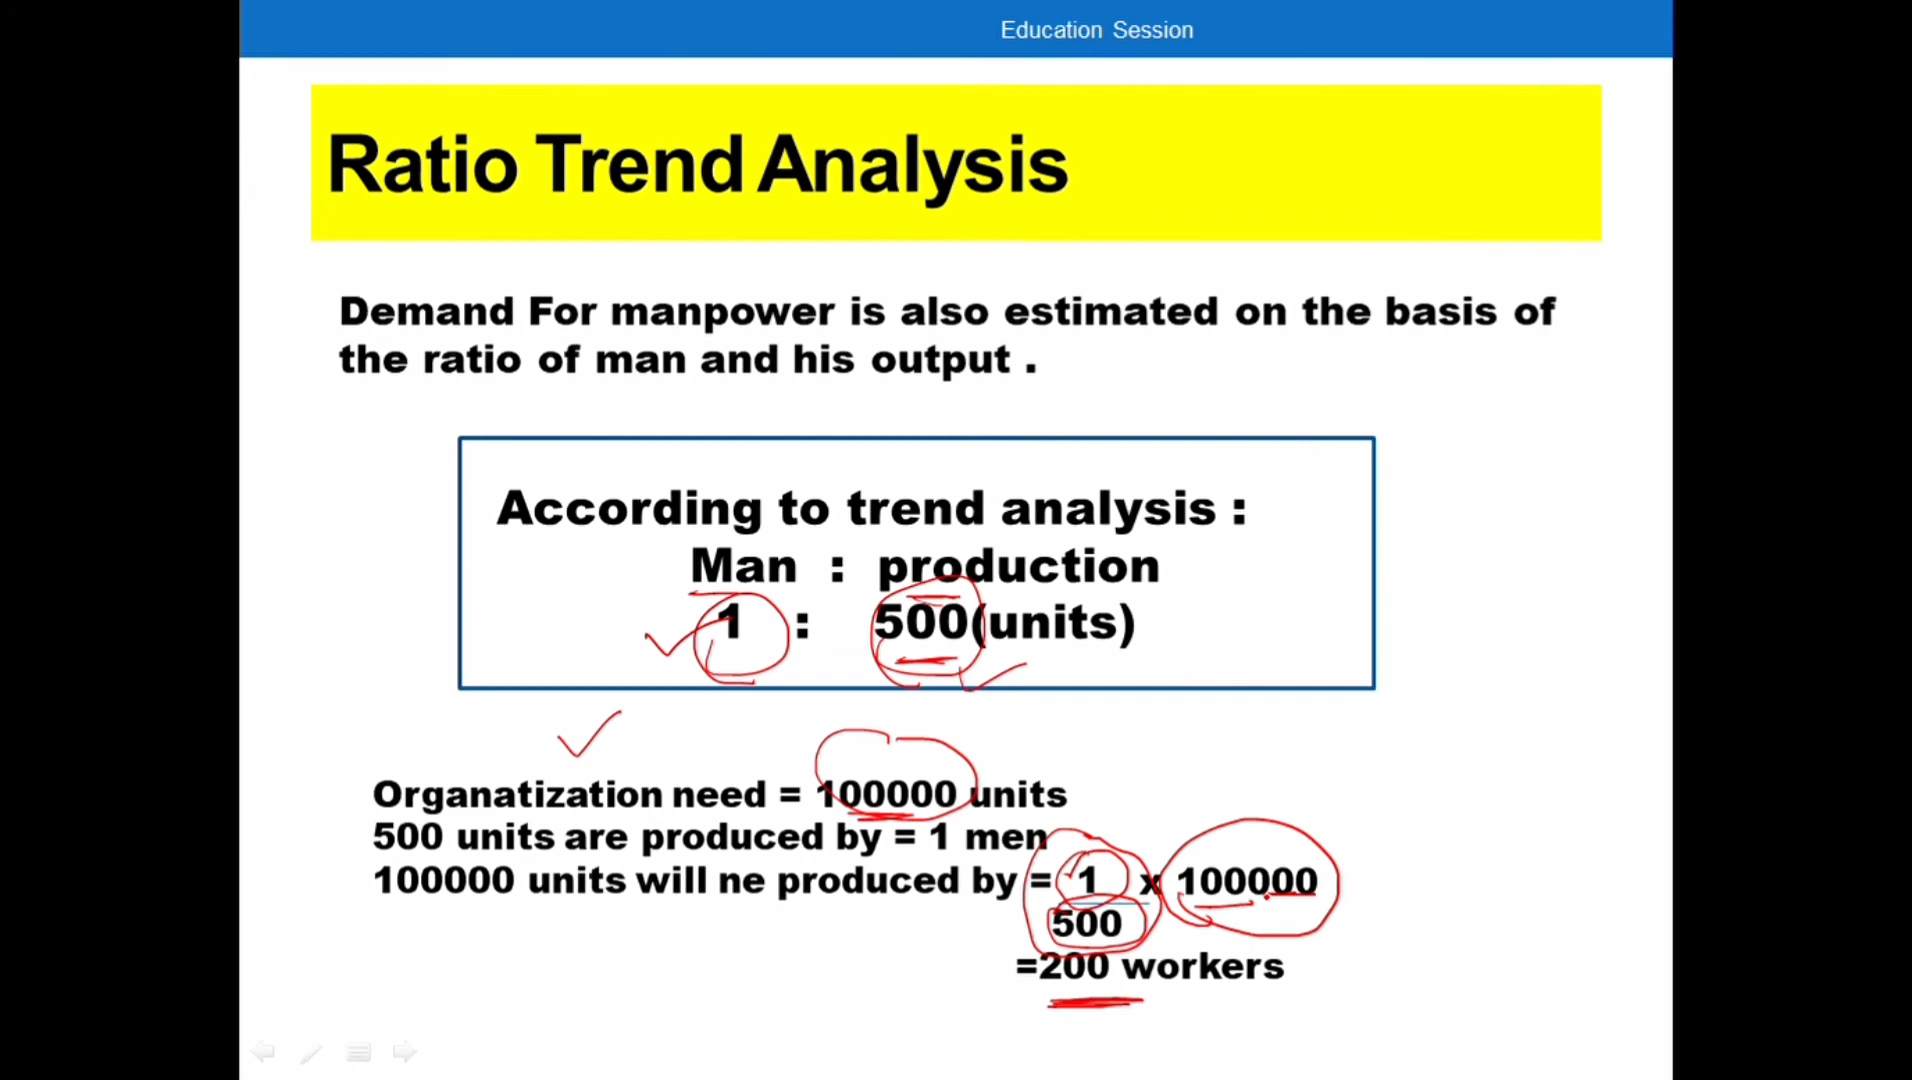 Education Session
Ratio Trend Analysis
Demand For manpower is also estimated on the basis of
the ratio of man and his output .
According to trend analysis :
Man : production
1 : 500(units)
Organatization need = 100000 units
500 units are produced by = 1 men
100000 units will ne produced by = 1 x 100000
500
=200 workers